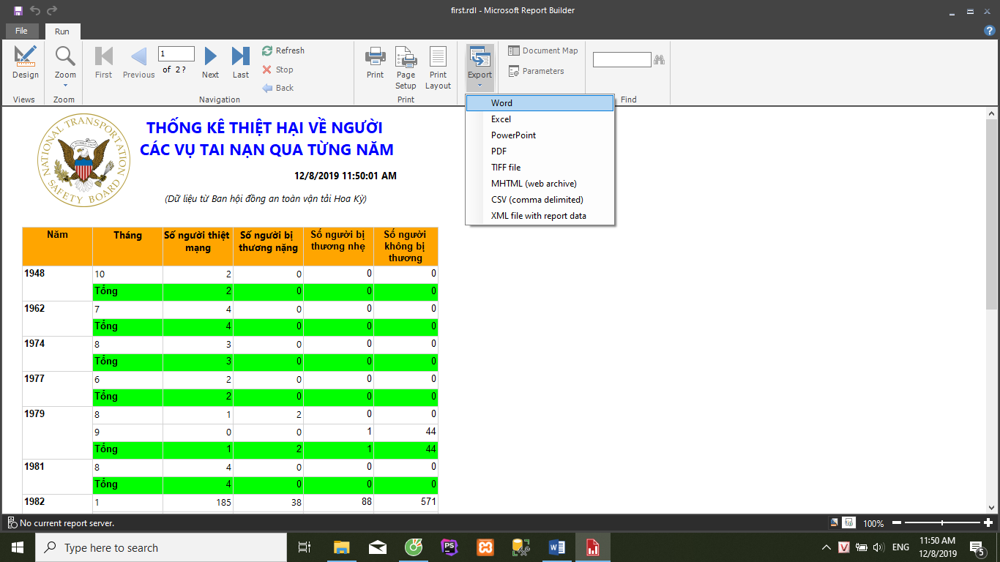 first.rdl - Microsoft Report Builder
File
Run
Design
Zoom
First
Previous
1
of 2?
Next
Last
Refresh
Stop
Back
Print
Page Setup
Print Layout
Export
Document Map
Parameters
Views
Zoom
Navigation
Print
Find
Word
Excel
PowerPoint
PDF
TIFF file
MHTML (web archive)
CSV (comma delimited)
XML file with report data
NATIONAL TRANSPORTATION
SAFETY BOARD
THỐNG KÊ THIỆT HẠI VỀ NGƯỜI
CÁC VỤ TAI NẠN QUA TỪNG NĂM
12/8/2019 11:50:01 AM
(Dữ liệu từ Ban hội đồng an toàn vận tải Hoa Kỳ)
Năm Tháng Số người thiệt mạng Số người bị thương nặng Số người bị thương nhẹ Số người không bị thương
1948 10 2 0 0 0
Tổng 2 0 0 0
1962 7 4 0 0 0
Tổng 4 0 0 0
1974 8 3 0 0 0
Tổng 3 0 0 0
1977 6 2 0 0 0
Tổng 2 0 0 0
1979 8 1 2 0 0
9 0 0 1 44
Tổng 1 2 1 44
1981 8 4 0 0 0
Tổng 4 0 0 0
1982 1 185 38 88 571
No current report server.
100%
Type here to search
PS
ENG
11:50 AM
12/8/2019
5